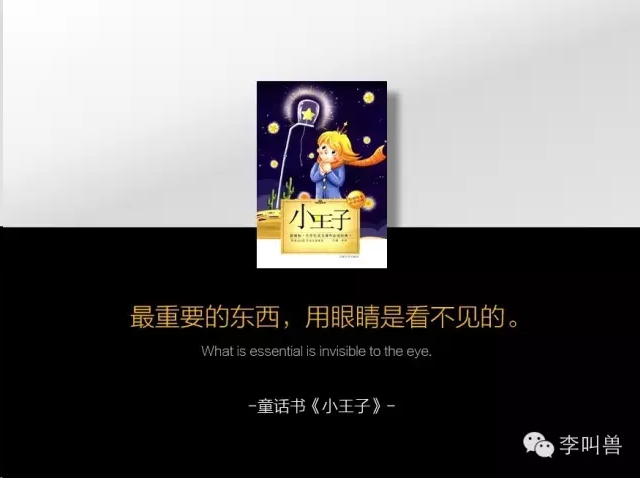 小王子
最重要的东西，用眼睛是看不见的。
What is essential is invisible to the eye.
-童话书《小王子》-
李叫兽